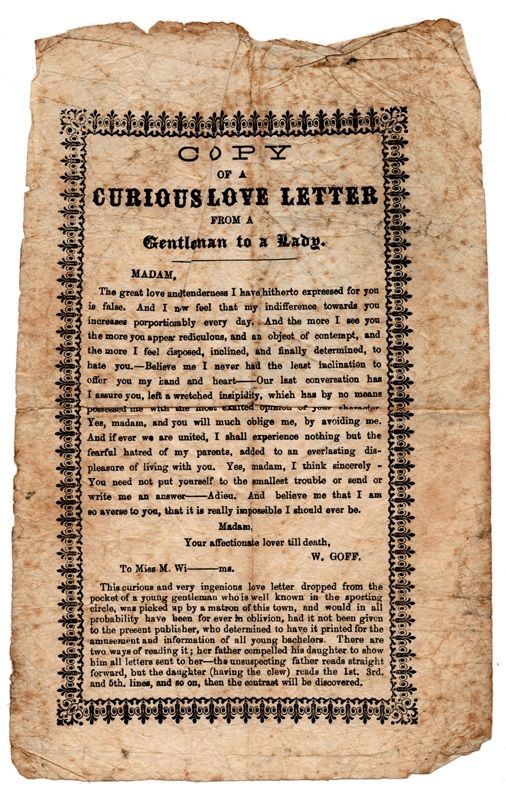 COPY
OF A
CURIOUS LOVE LETTER
FROM A
Gentleman to a Lady.
MADAM,
The great love andtenderness I have hitherto expressed for you
is false. And I now feel that my indifference towards you
increases porportionably every day. And the more I see you
the more you appear rediculous, and an object of contempt, and
the more I feel disposed, inclined, and finally determined, to
hate you.—Believe me I never had the least inclination to
offer you my hand and heart——Our last conversation has
I assure you, left a wretched insipidity, which has by no means
possessed me with the most exalted opinion of your character
Yes, madam, and you will much oblige me, by avoiding me.
And if ever we are united, I shall experience nothing but the
fearful hatred of my parents, added to an everlasting dis-
pleasure of living with you. Yes, madam, I think sincerely -
You need not put yourself to the smallest trouble or send or
write me an answer——Adieu. And believe me that I am
so averse to you, that it is really impossible I should ever be.
Madam,
Your affectionate lover till death,
W. GOFF.
To Miss M. Wi——ms.
This curious and very ingenious love letter dropped from the
pocket of a young gentleman who is well known in the sporting
circle, was picked up by a matron of this town, and would in all
probability have been for ever in oblivion, had it not been given
to the present publisher, who determined to have it printed for the
amusement and information of all young bachelors. There are
two ways of reading it; her father compelled his daughter to show
him all letters sent to her—the unsuspecting father reads straight
forward, but the daughter (having the clew) reads the 1st. 3rd.
and 5th. lines, and so on, then the contrast will be discovered.